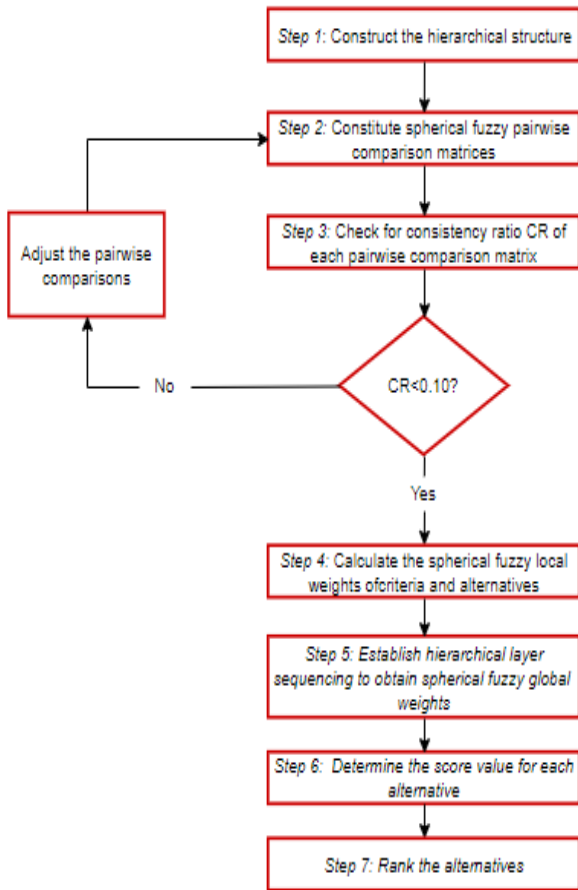 Step 1: Construct the hierarchical structure
Step 2: Constitute spherical fuzzy pairwise
comparison matrices
Step 3: Check for consistency ratio CR of
each pairwise comparison matrix
Adjust the pairwise
comparisons
CR<0.10?
No
Yes
Step 4: Calculate the spherical fuzzy local
weights ofcriteria and alternatives
Step 5: Establish hierarchical layer
sequencing to obtain spherical fuzzy global
weights
Step 6: Determine the score value for each
alternative
Step 7: Rank the alternatives